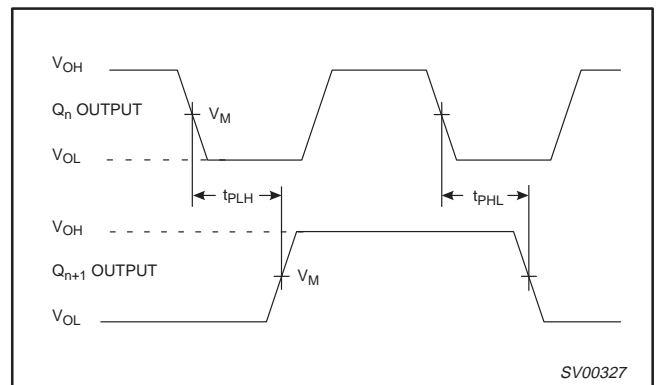 VOH
Qn OUTPUT
VM
VOL
tPLH
tPHL
VOH
Qn+1 OUTPUT
VM
VOL
SV00327